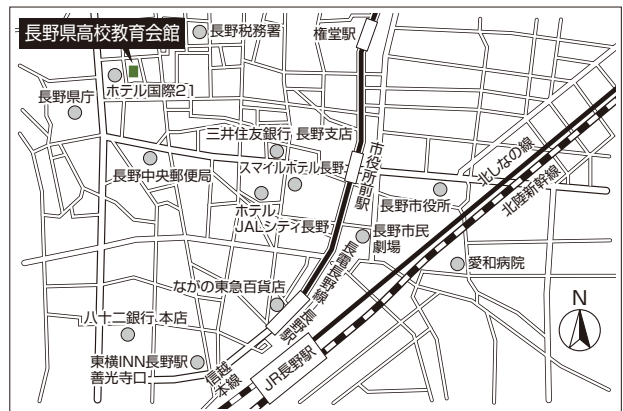 長野県高校教育会館
長野税務署
権堂駅
ホテル国際21
長野県庁
三井住友銀行 長野支店
市役所前駅
北しなの線
長野中央郵便局
スマイルホテル長野
北陸新幹線
長野市役所
ホテル
JALシティ長野
長野市民
劇場
長電長野線
愛和病院
ながの東急百貨店
長野駅
N
八十二銀行 本店
東横INN長野駅
善光寺口
信越
本線
JR長野駅